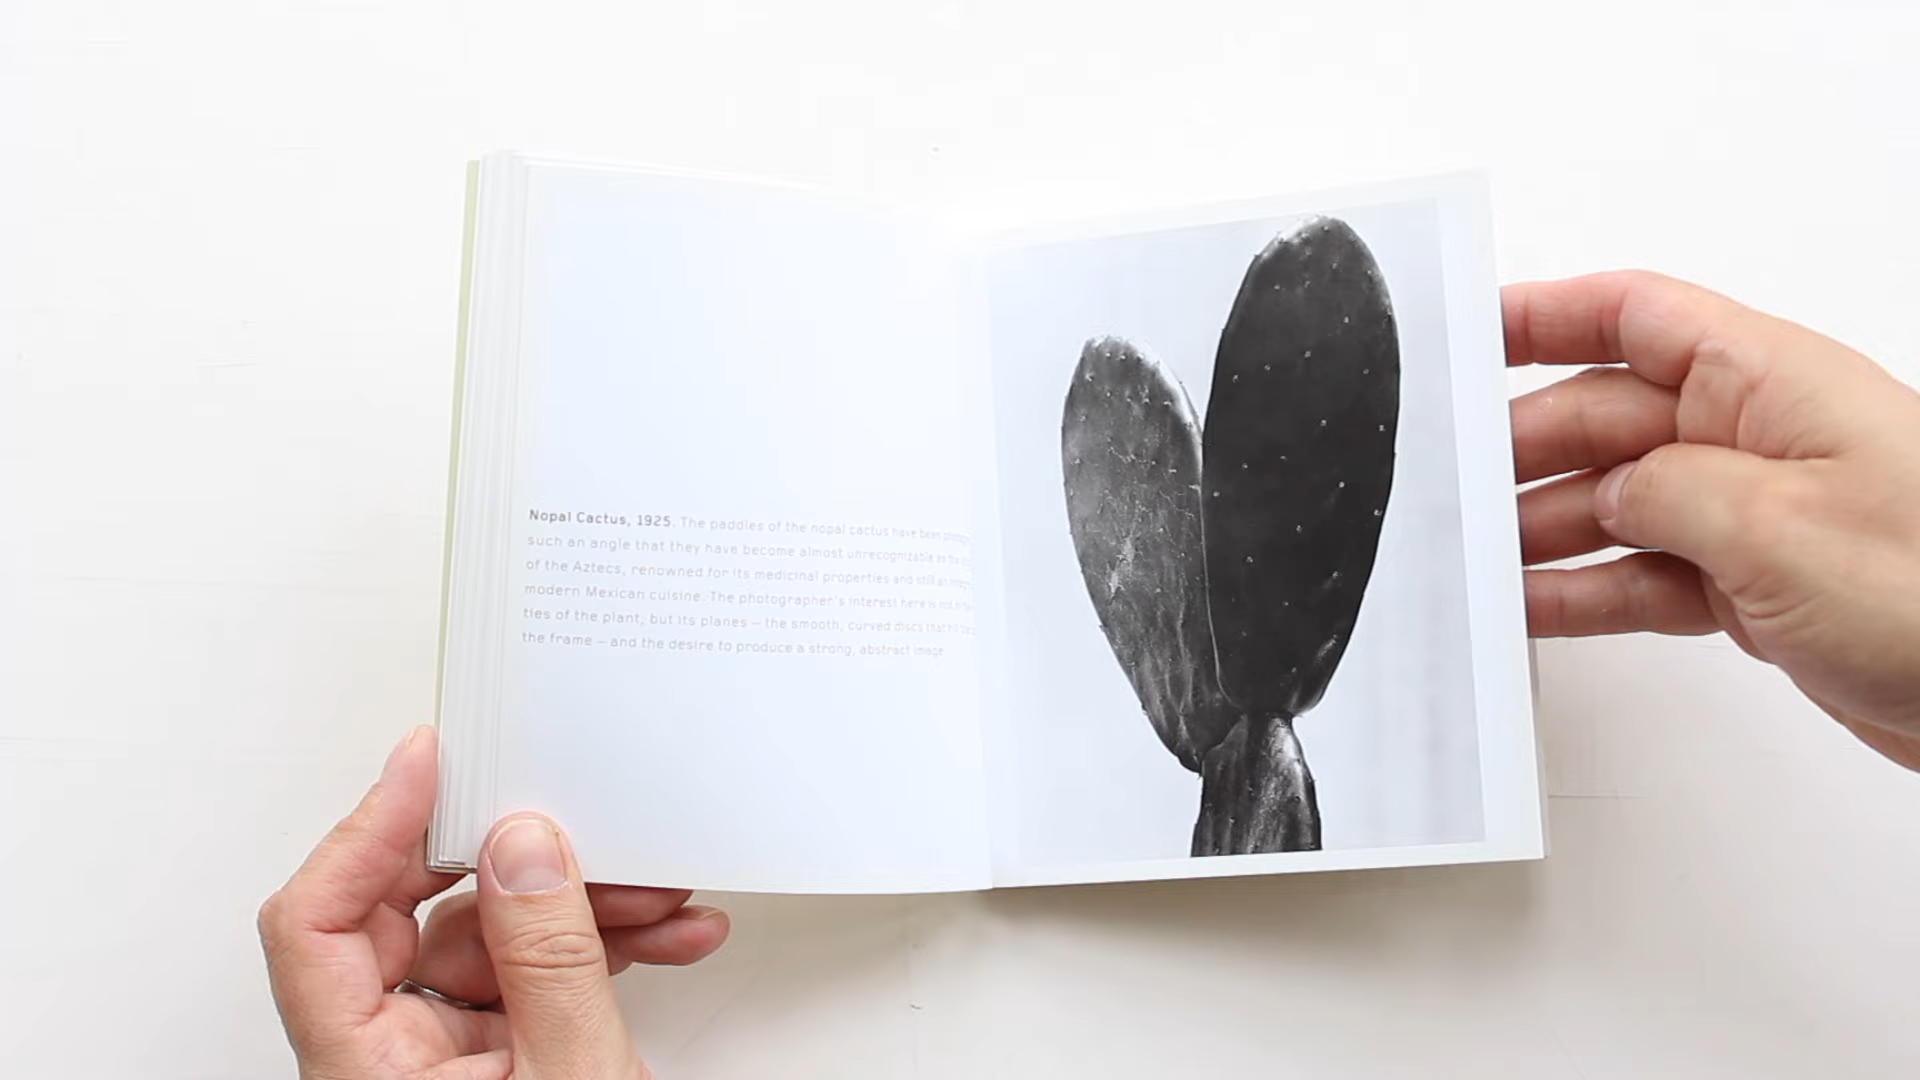 Nopal Cactus, 1925. The paddles of the nopal cactus have been
such an angle that they have become almost unrecognizable as the
of the Aztecs, renowned for its medicinal properties and still an
modern Mexican cuisine. The photographer's interest here is not
ties of the plant, but its planes – the smooth, curved discs that
the frame – and the desire to produce a strong, abstract image